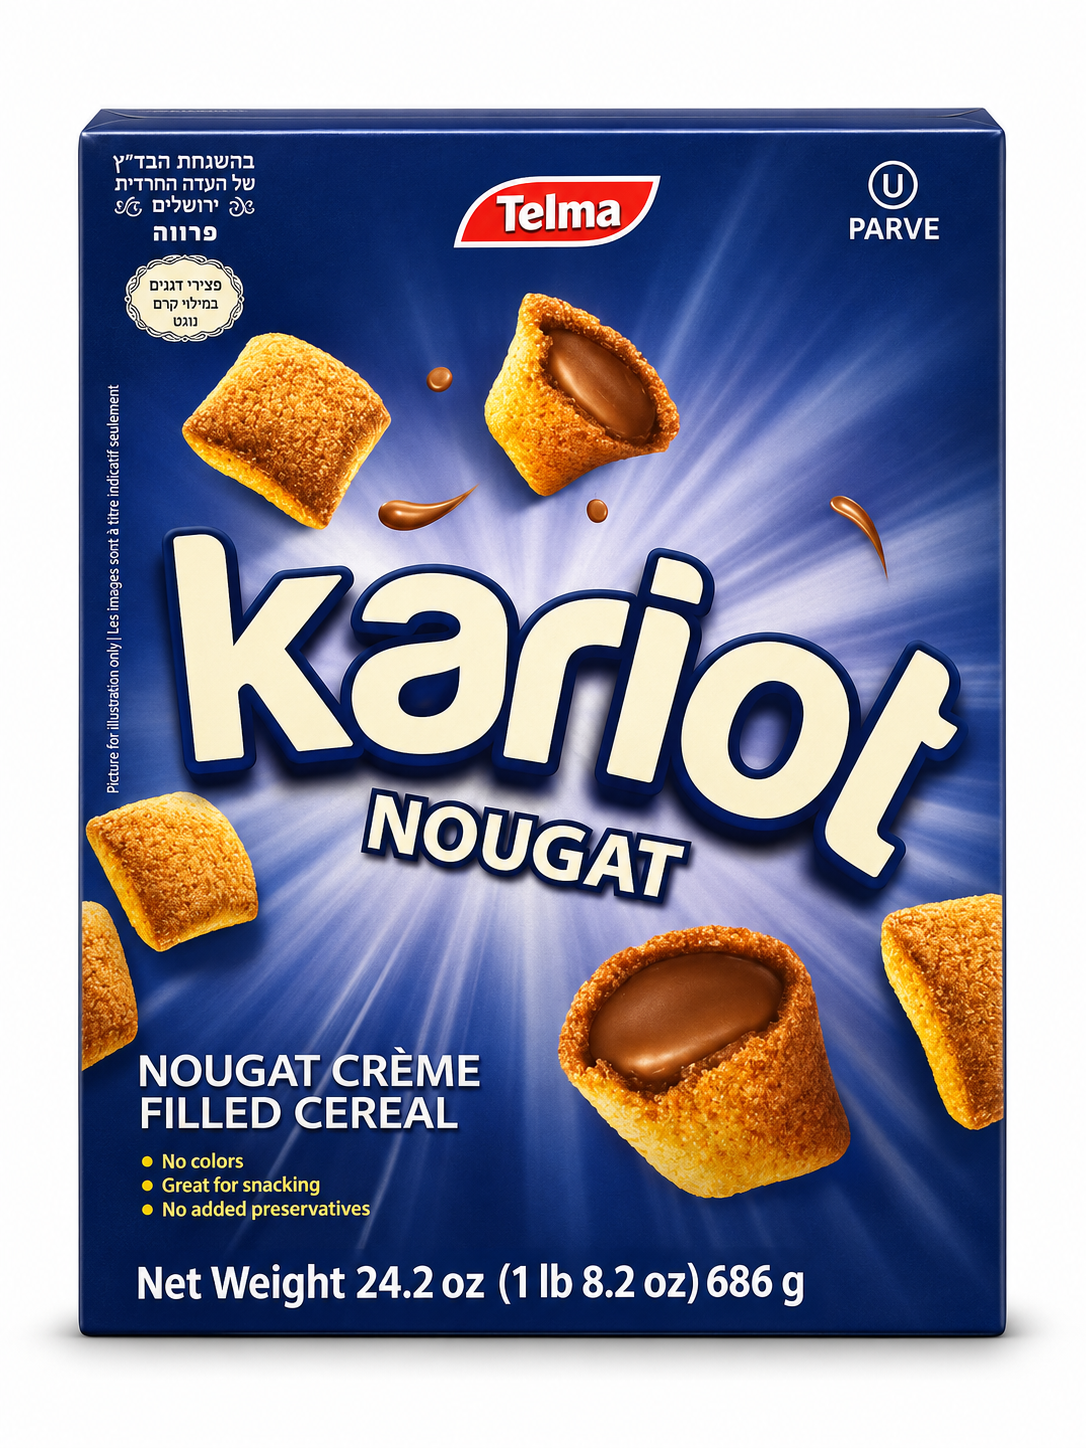 בהשגחת הבד״ץ
של העדה החרדית
ירושלים
פרווה
פצירי דגנים
במילוי קרם
נוגט
Telma
U
PARVE
Picture for illustration only | Les images sont à titre indicatif seulement
kariot
NOUGAT
NOUGAT CRÈME
FILLED CEREAL
• No colors
• Great for snacking
• No added preservatives
Net Weight 24.2 oz (1 lb 8.2 oz) 686 g